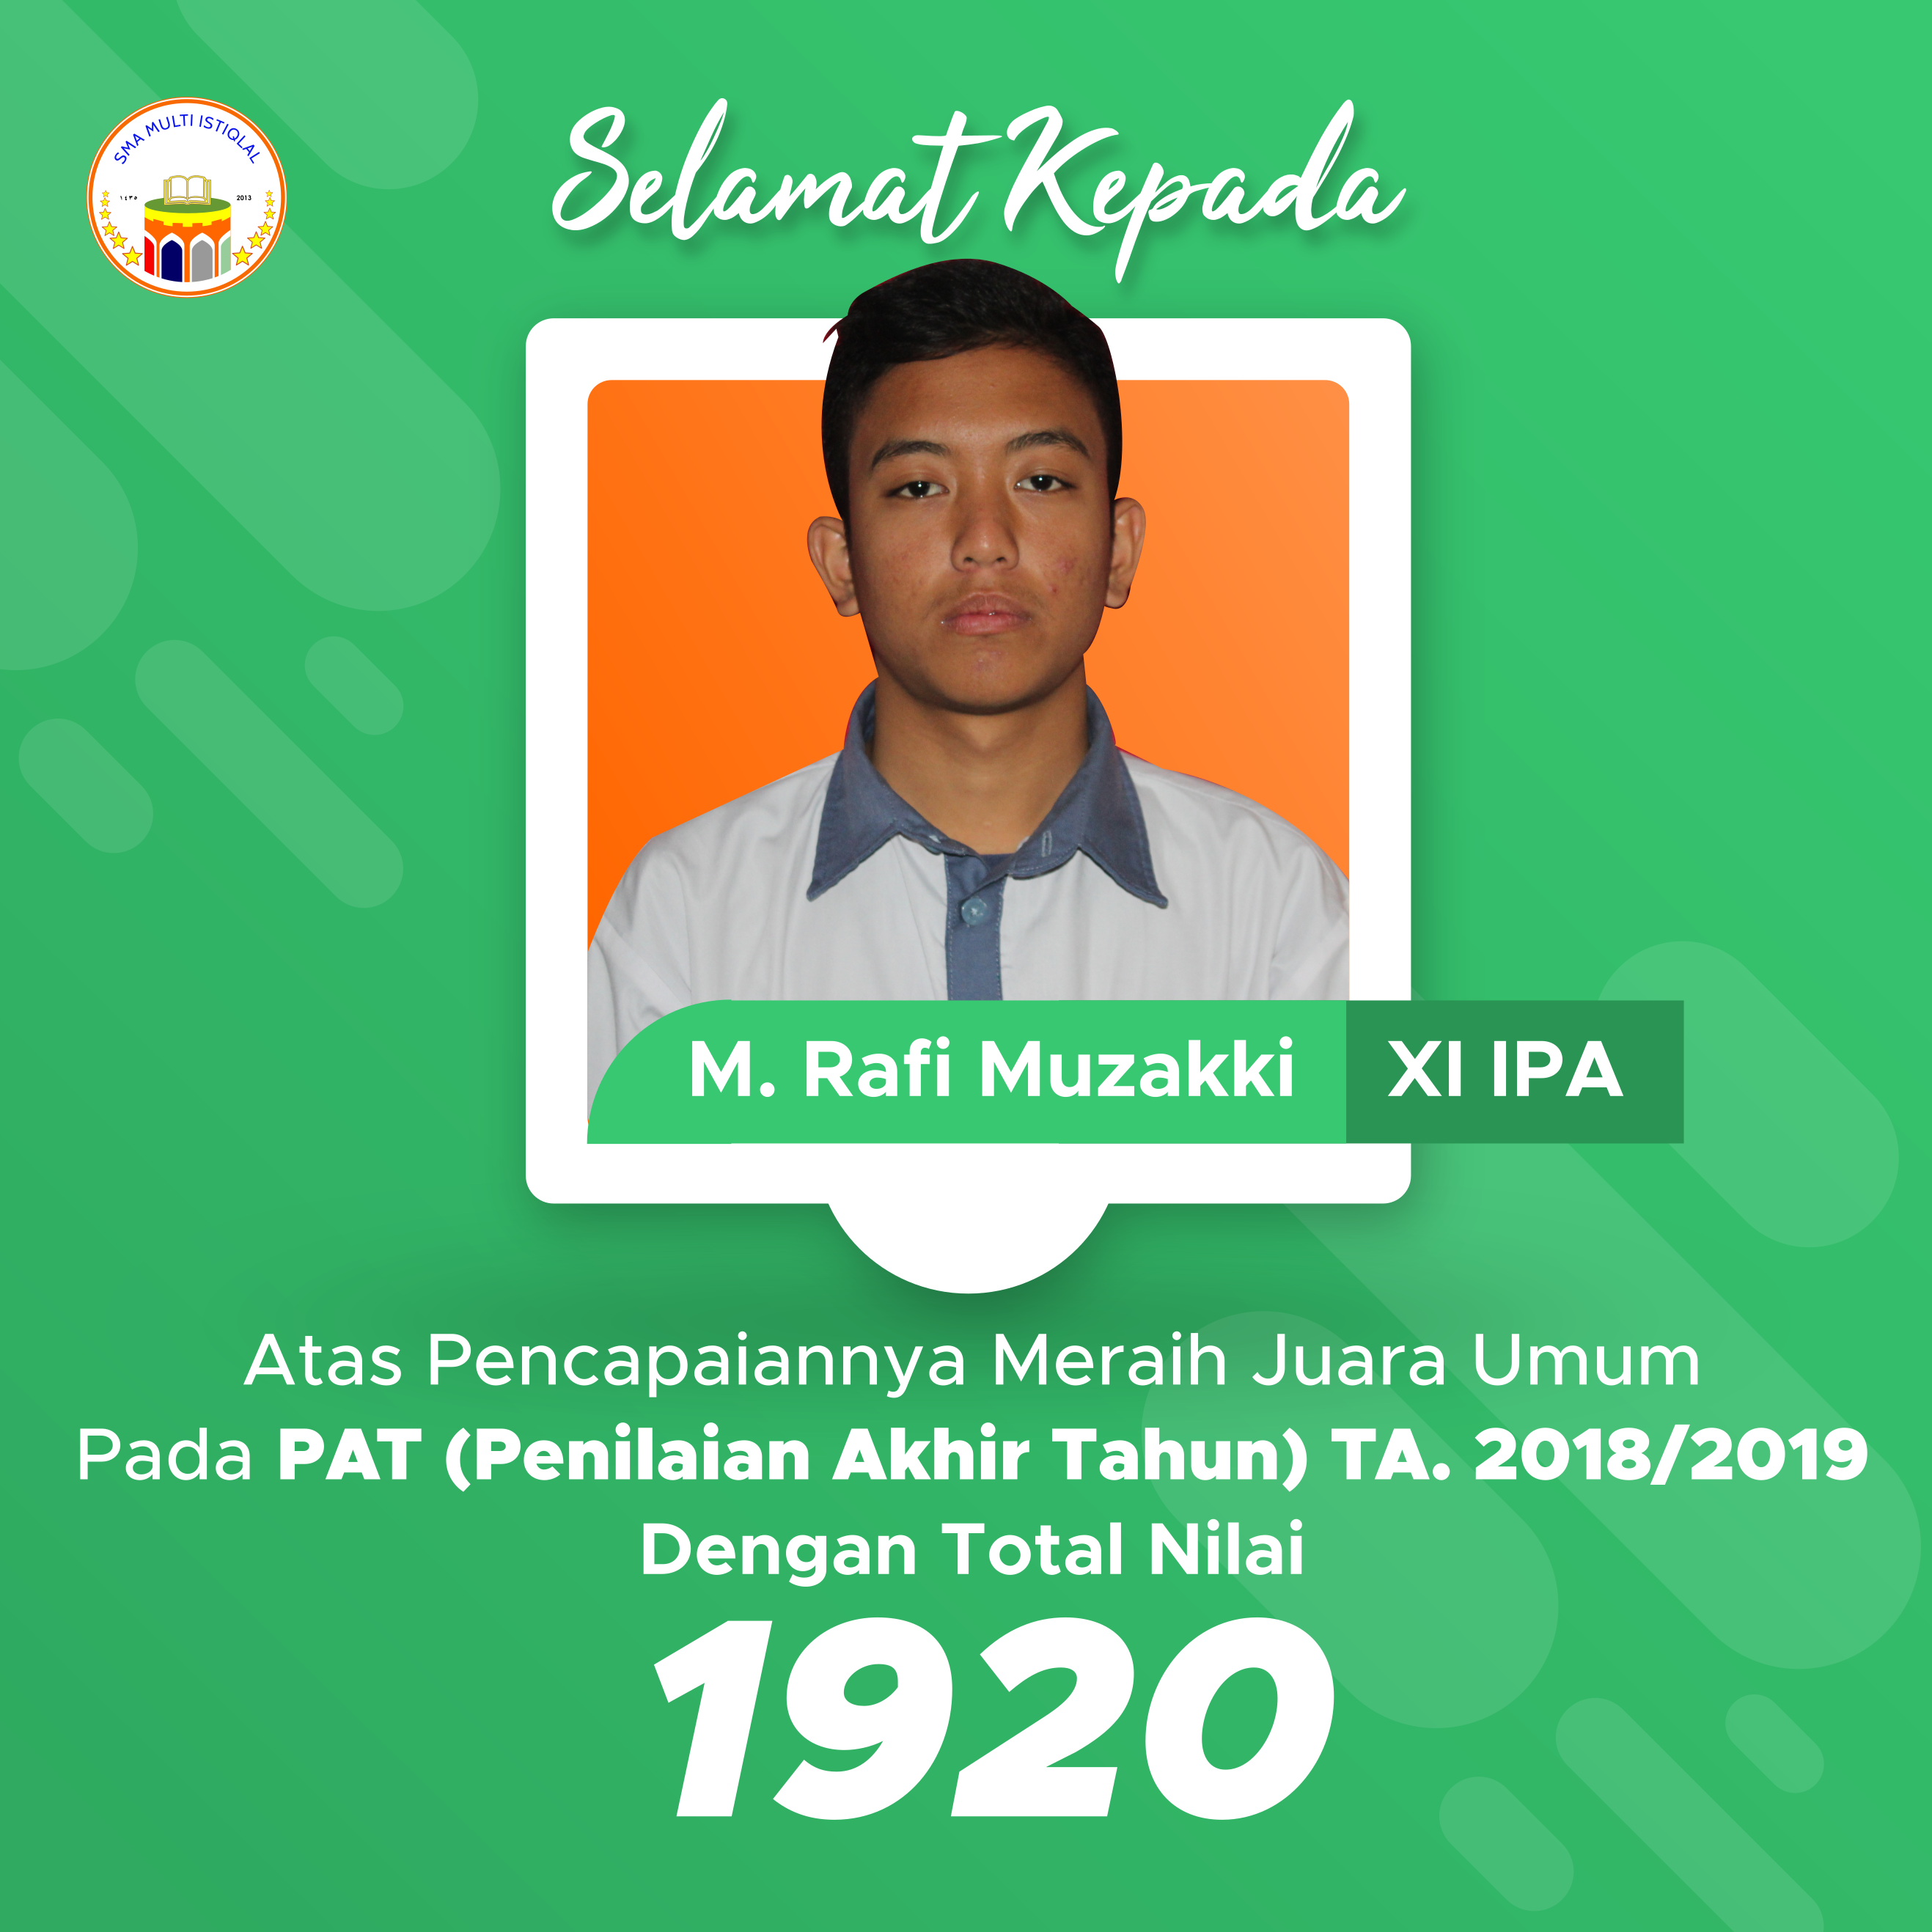 SMA MULTI ISTIQLAL
١٤٣٥ 2013
Selamat Kepada
M. Rafi Muzakki XI IPA
Atas Pencapaiannya Meraih Juara Umum
Pada PAT (Penilaian Akhir Tahun) TA. 2018/2019
Dengan Total Nilai
1920